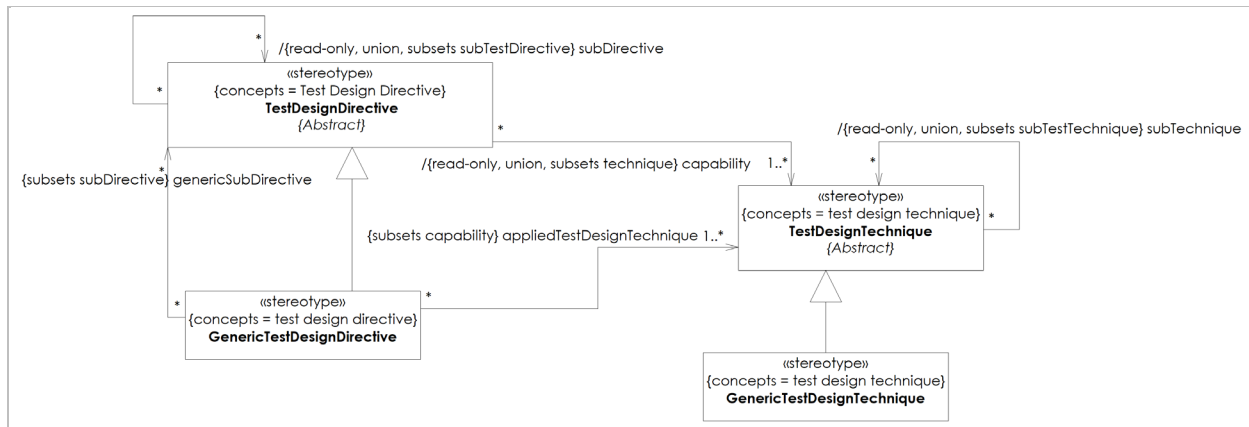 *
/{read-only, union, subsets subTestDirective} subDirective
«stereotype»
{concepts = Test Design Directive}
TestDesignDirective
{Abstract}
*
*
/{read-only, union, subsets subTestTechnique} subTechnique
/{read-only, union, subsets technique} capability 1..*
*
*
{subsets subDirective} genericSubDirective
«stereotype»
{concepts = test design technique}
TestDesignTechnique
{Abstract}
*
{subsets capability} appliedTestDesignTechnique 1..*
*
*
«stereotype»
{concepts = test design directive}
GenericTestDesignDirective
«stereotype»
{concepts = test design technique}
GenericTestDesignTechnique